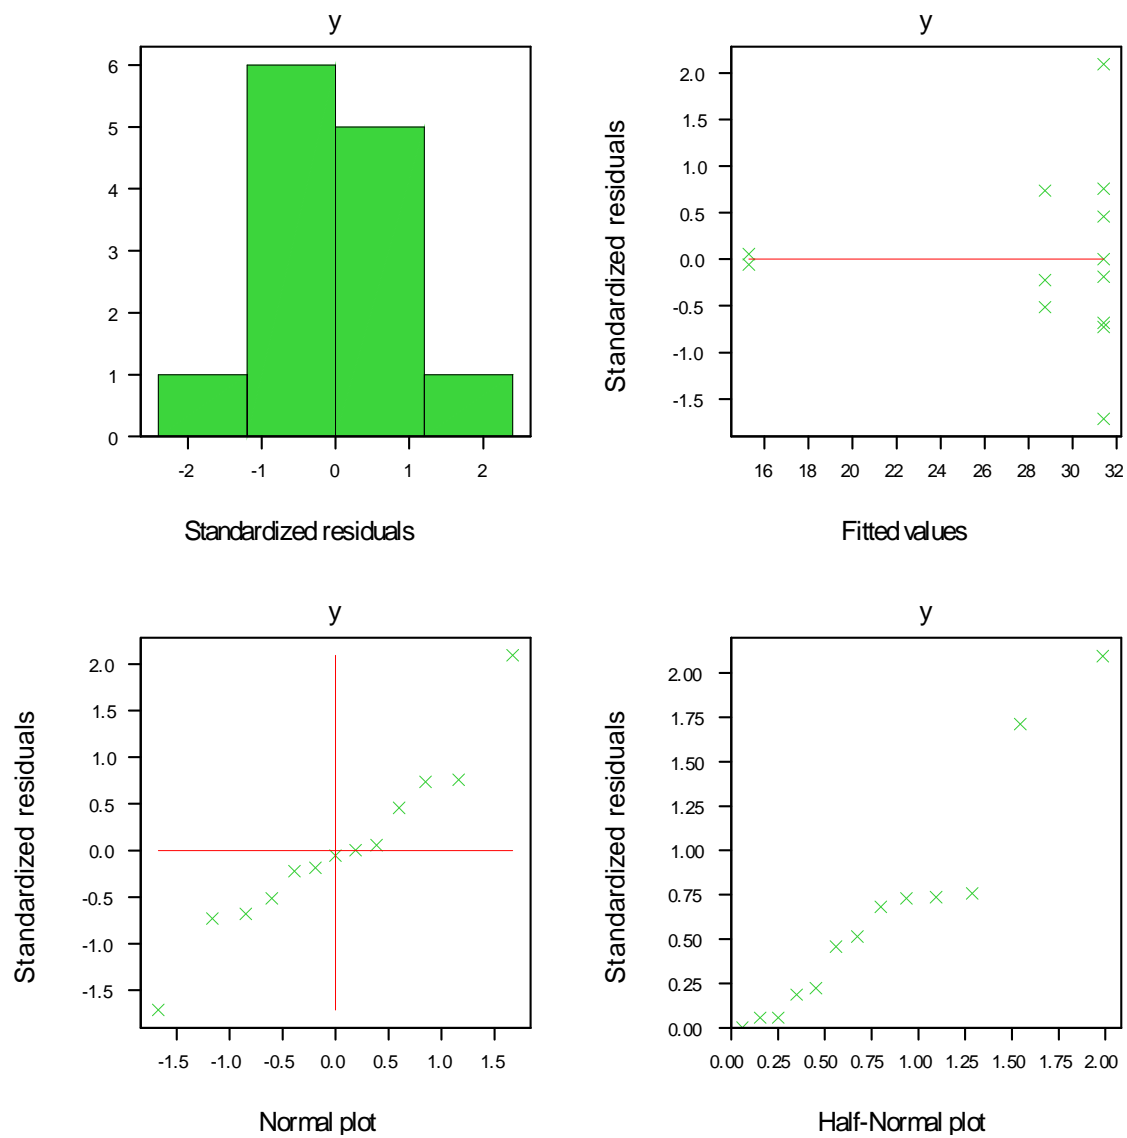 y
6
5
4
3
2
1
0
-2 -1 0 1 2
Standardized residuals
y
Standardized residuals
2.0
1.5
1.0
0.5
0.0
-0.5
-1.0
-1.5
16 18 20 22 24 26 28 30 32
Fitted values
y
Standardized residuals
2.0
1.5
1.0
0.5
0.0
-0.5
-1.0
-1.5
-1.5 -1.0 -0.5 0.0 0.5 1.0 1.5
Normal plot
y
Standardized residuals
2.00
1.75
1.50
1.25
1.00
0.75
0.50
0.25
0.00
0.00 0.25 0.50 0.75 1.00 1.25 1.50 1.75 2.00
Half-Normal plot